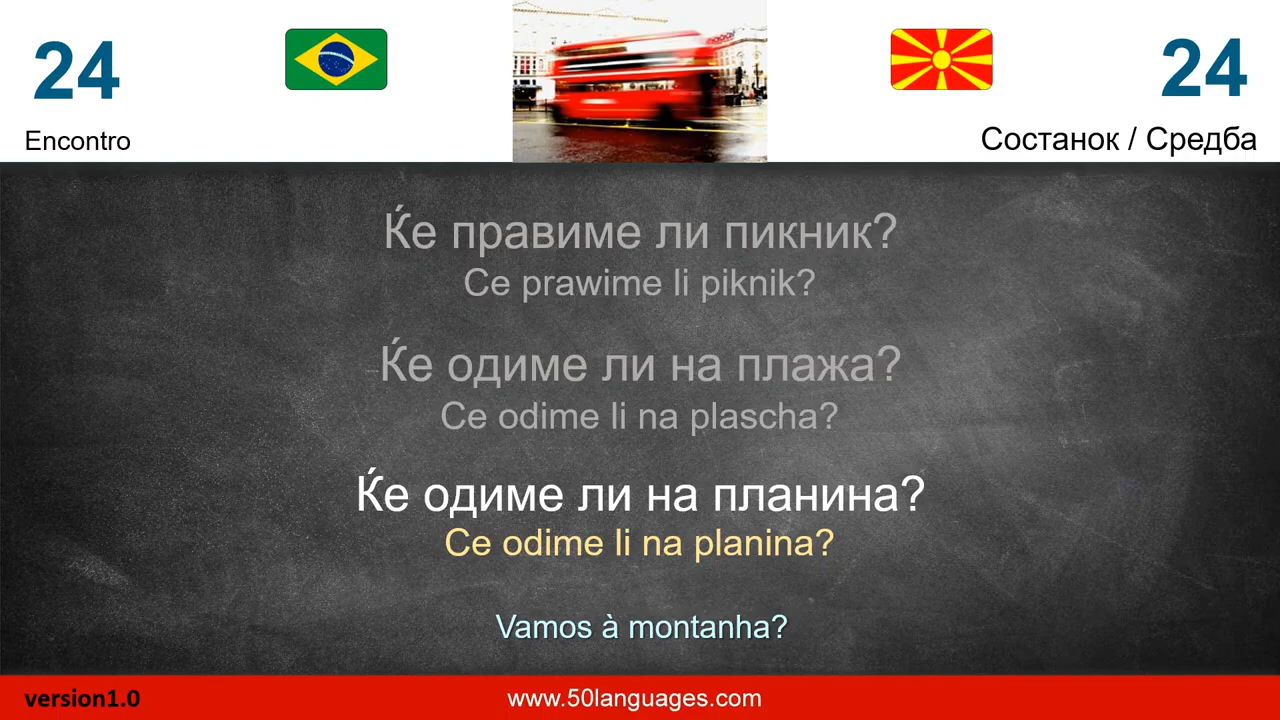 24
24
Encontro
Состанок / Средба
Ќе правиме ли пикник?
Ce prawime li piknik?
Ќе одиме ли на плажа?
Ce odime li na plascha?
Ќе одиме ли на планина?
Ce odime li na planina?
Vamos à montanha?
version1.0
www.50languages.com